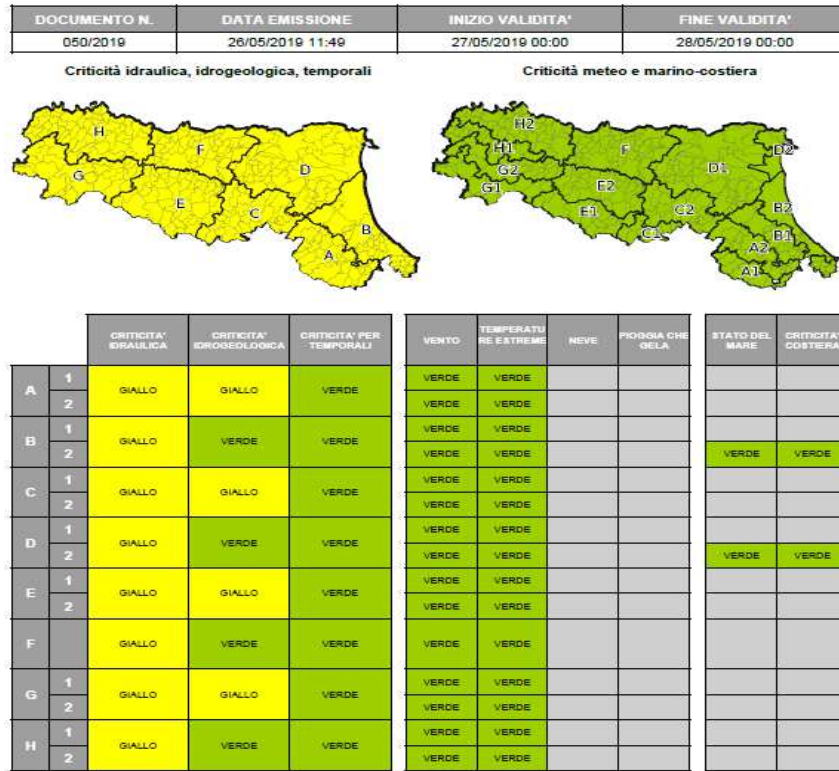 DOCUMENTO N. DATA EMISSIONE INIZIO VALIDITA' FINE VALIDITA'
050/2019 26/05/2019 11:49 27/05/2019 00:00 28/05/2019 00:00
Criticità idraulica, idrogeologica, temporali Criticità meteo e marino-costiera
H F D G E C B A
H2 H1 F D1 D2 G2 G1 E2 E1 C2 C1 B2 B1 A2 A1
CRITICITA' IDRAULICA CRITICITA' IDROGEOLOGICA CRITICITA' PER TEMPORALI VENTO TEMPERATU RE ESTREME NEVE PIOGGIA CHE GELA STATO DEL MARE CRITICITA' COSTIERA
A 1 GIALLO GIALLO VERDE VERDE VERDE
2 VERDE VERDE
B 1 GIALLO VERDE VERDE VERDE VERDE
2 VERDE VERDE VERDE VERDE
C 1 GIALLO GIALLO VERDE VERDE VERDE
2 VERDE VERDE
D 1 GIALLO VERDE VERDE VERDE VERDE
2 VERDE VERDE VERDE VERDE
E 1 GIALLO GIALLO VERDE VERDE VERDE
2 VERDE VERDE
F GIALLO VERDE VERDE VERDE VERDE
G 1 GIALLO GIALLO VERDE VERDE VERDE
2 VERDE VERDE
H 1 GIALLO VERDE VERDE VERDE VERDE
2 VERDE VERDE